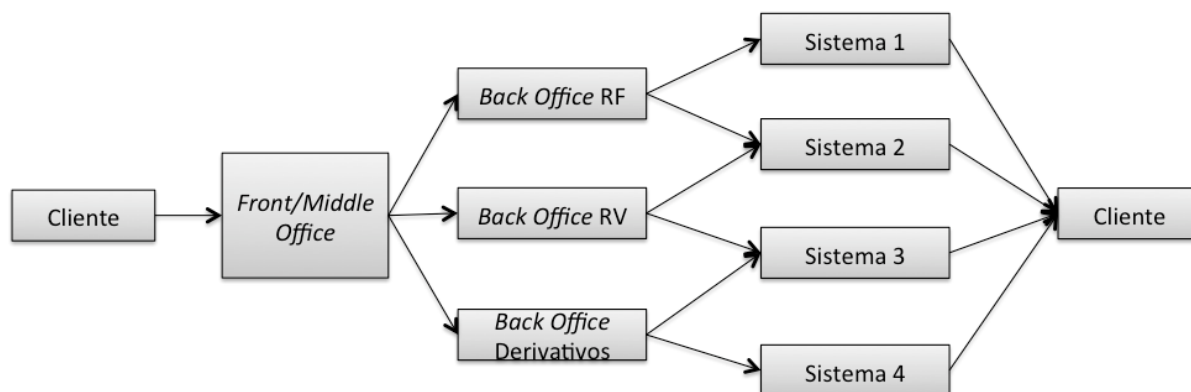 Cliente
Front/Middle
Office
Back Office RF
Back Office RV
Back Office
Derivativos
Sistema 1
Sistema 2
Sistema 3
Sistema 4
Cliente